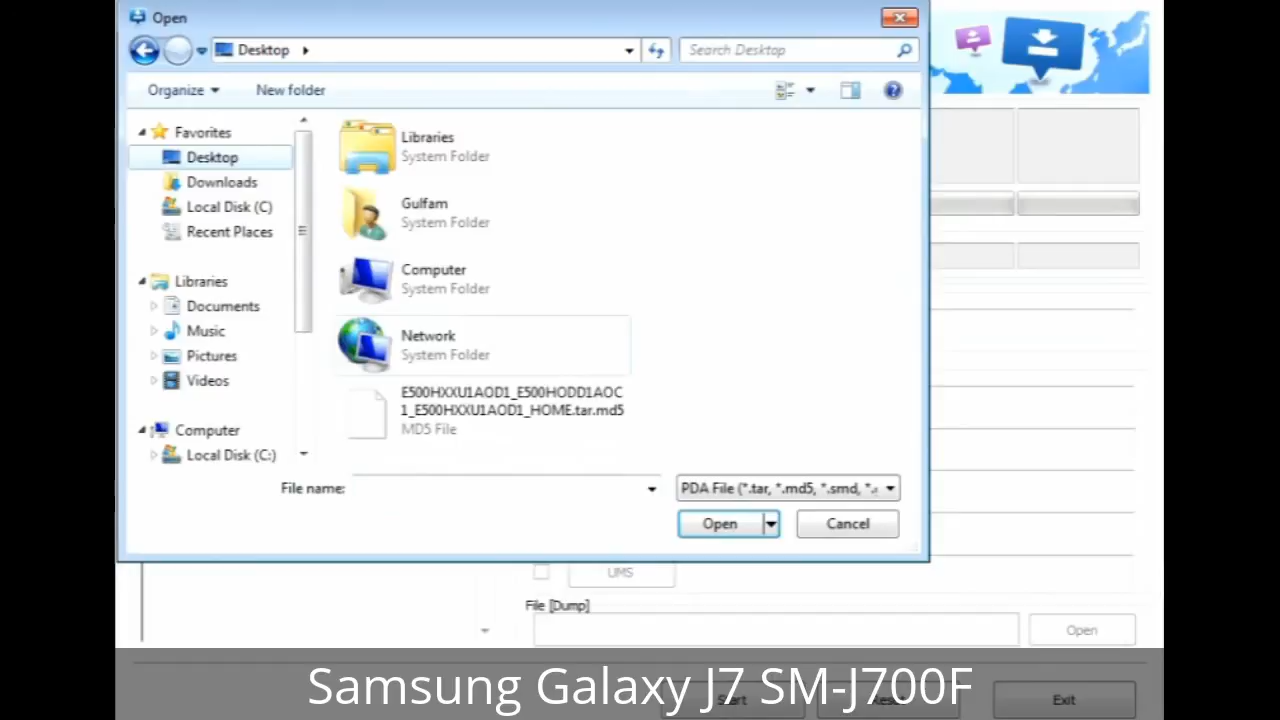 Open
Desktop
Search Desktop
Organize
New folder
Favorites
Desktop
Downloads
Local Disk (C)
Recent Places
Libraries
Documents
Music
Pictures
Videos
Computer
Local Disk (C:)
Libraries
System Folder
Gulfam
System Folder
Computer
System Folder
Network
System Folder
E500HXXU1AOD1_E500HODD1AOC
1_E500HXXU1AOD1_HOME.tar.md5
MD5 File
File name:
PDA File (*.tar, *.md5, *.smd, *.
Open
Cancel
UMS
File [Dump]
Open
Samsung Galaxy J7 SM-J700F
Start
Reset
Exit